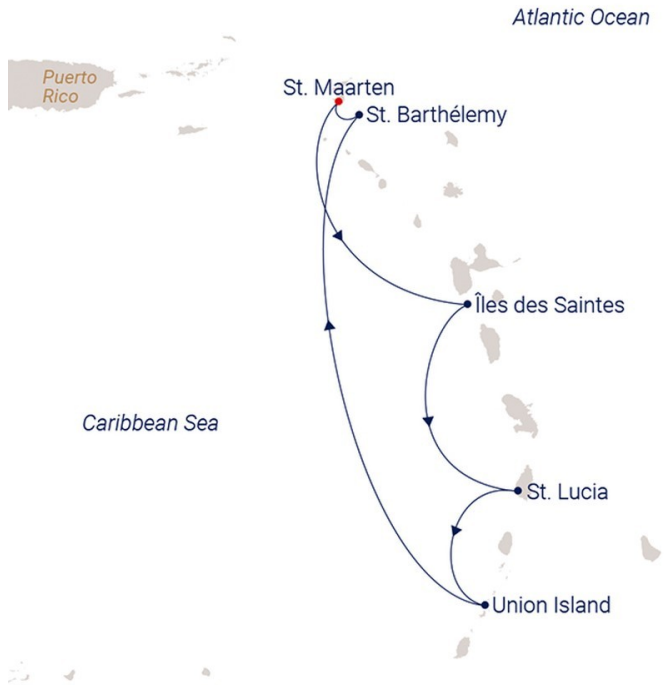 Atlantic Ocean
Puerto
Rico
St. Maarten
St. Barthélemy
Îles des Saintes
Caribbean Sea
St. Lucia
Union Island